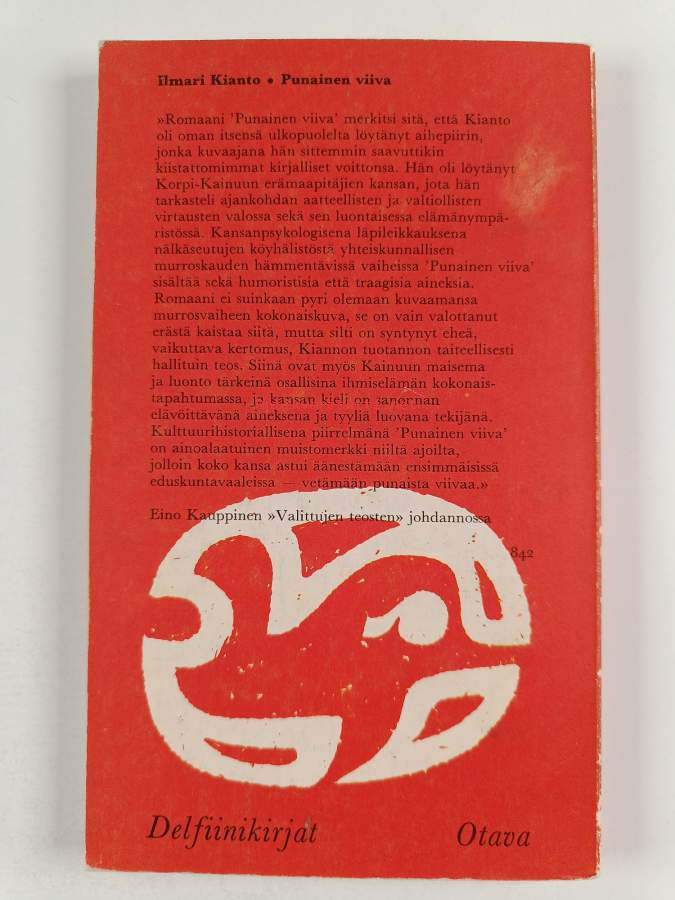 Ilmari Kianto • Punainen viiva
»Romaani 'Punainen viiva' merkitsi sitä, että Kianto
oli oman itsensä ulkopuolelta löytänyt aihepiirin,
jonka kuvaajana hän sittemmin saavuttikin
kiistattomimmat kirjalliset voittonsa. Hän oli löytänyt
Korpi-Kainuun erämaapitäjien kansan, jota hän
tarkasteli ajankohdan aatteellisten ja valtiollisten
virtausten valossa sekä sen luontaisessa elämänympä-
ristössä. Kansanpsykologisena läpileikkauksena
nälkäseutujen köyhälistöstä yhteiskunnallisen
murroskauden hämmentävissä vaiheissa 'Punainen viiva'
sisältää sekä humoristisia että traagisia aineksia.
Romaani ei suinkaan pyri olemaan kuvaamansa
murrosvaiheen kokonaiskuva, se on vain valottanut
erästä kaistaa siitä, mutta silti on syntynyt eheä,
vaikuttava kertomus, Kiannon tuotannon taiteellisesti
hallituin teos. Siinä ovat myös Kainuun maisema
ja luonto tärkeinä osallisina ihmiselämän kokonais-
tapahtumassa, ja kansan kieli on sanonnan
elävöittävänä aineksena ja tyyliä luovana tekijänä.
Kulttuurihistoriallisena piirrelmänä 'Punainen viiva'
on ainoalaatuinen muistomerkki niiltä ajoilta,
jolloin koko kansa astui äänestämään ensimmäisissä
eduskuntavaaleissa — vetämään punaista viivaa.»
Eino Kauppinen »Valittujen teosten» johdannossa
842
Delfiinikirjat Otava